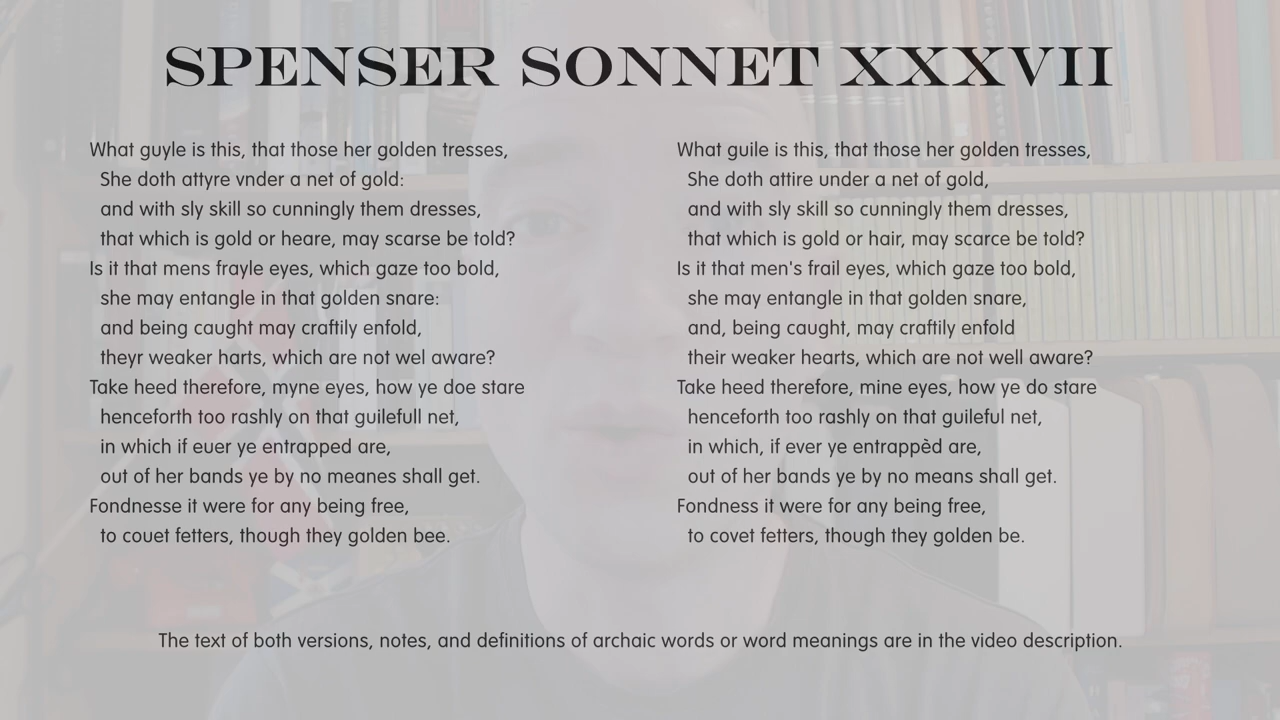 SPENSER SONNET XXXVII
What guyle is this, that those her golden tresses,
She doth attyre vnder a net of gold:
and with sly skill so cunningly them dresses,
that which is gold or heare, may scarse be told?
Is it that mens frayle eyes, which gaze too bold,
she may entangle in that golden snare:
and being caught may craftily enfold,
theyr weaker harts, which are not wel aware?
Take heed therefore, myne eyes, how ye doe stare
henceforth too rashly on that guilefull net,
in which if euer ye entrapped are,
out of her bands ye by no meanes shall get.
Fondnesse it were for any being free,
to couet fetters, though they golden bee.
What guile is this, that those her golden tresses,
She doth attire under a net of gold,
and with sly skill so cunningly them dresses,
that which is gold or hair, may scarce be told?
Is it that men's frail eyes, which gaze too bold,
she may entangle in that golden snare,
and, being caught, may craftily enfold
their weaker hearts, which are not well aware?
Take heed therefore, mine eyes, how ye do stare
henceforth too rashly on that guileful net,
in which, if ever ye entrappèd are,
out of her bands ye by no means shall get.
Fondness it were for any being free,
to covet fetters, though they golden be.
The text of both versions, notes, and definitions of archaic words or word meanings are in the video description.